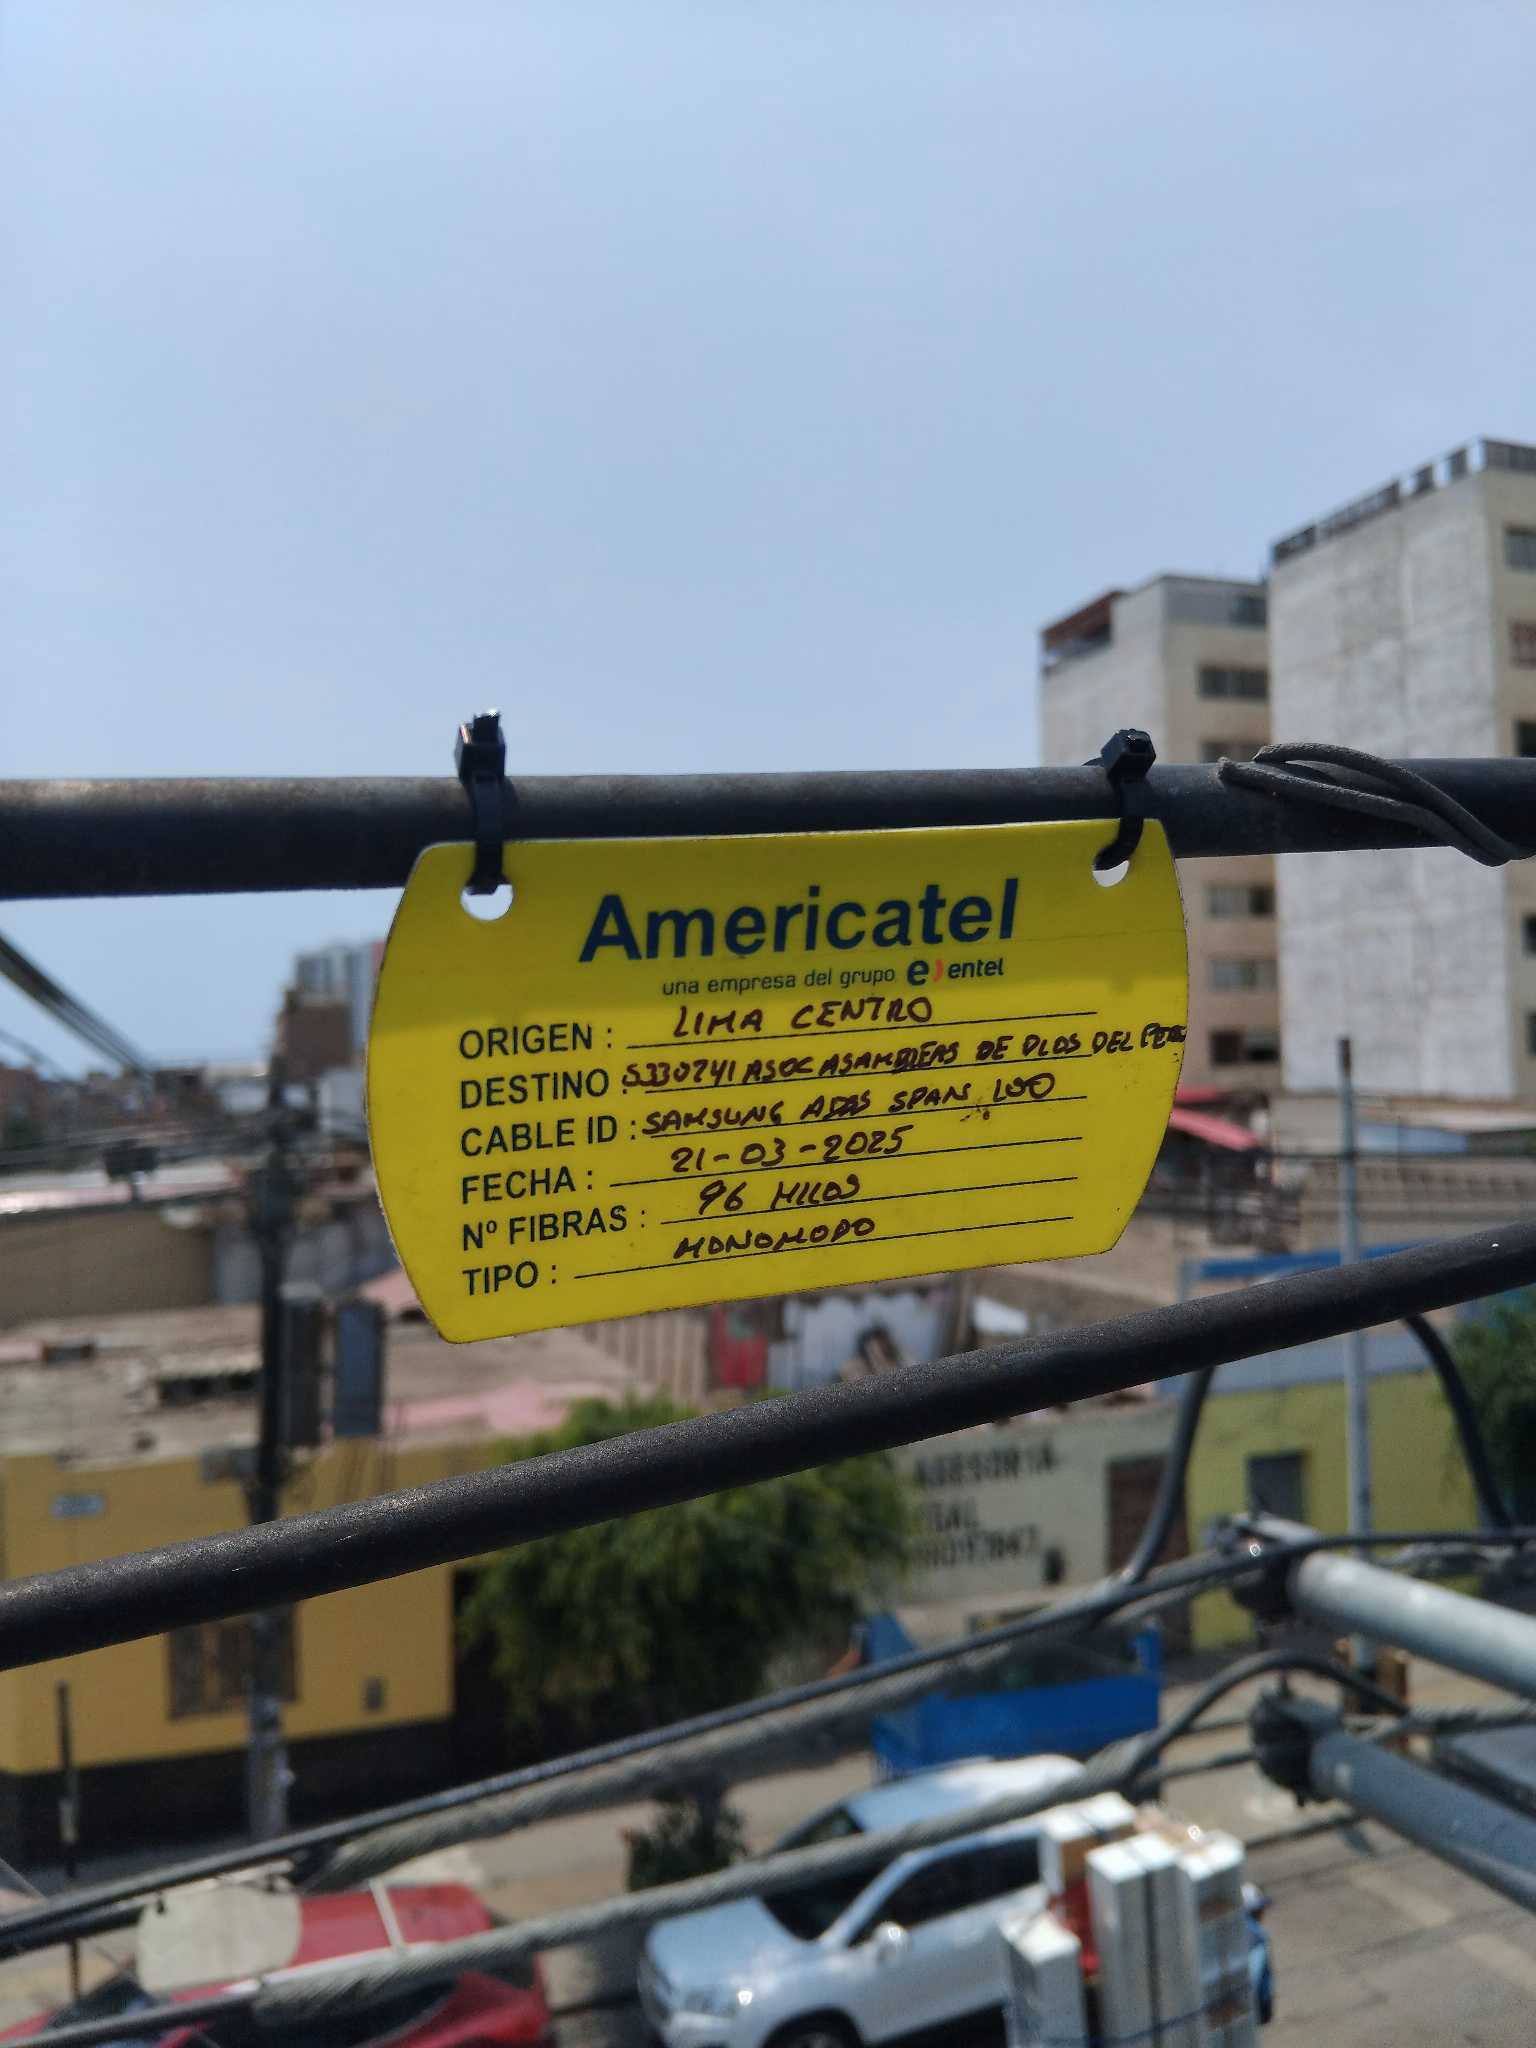 Americatel
una empresa del grupo e) entel
ORIGEN : LIMA CENTRO
DESTINO : S330741 ASOC ASAMBLEAS DE DIOS DEL PERU
CABLE ID : SAMSUNG ADSS SPAN 100
FECHA : 21-03-2025
Nº FIBRAS : 96 HILOS
TIPO : MONOMODO
ASESORIA